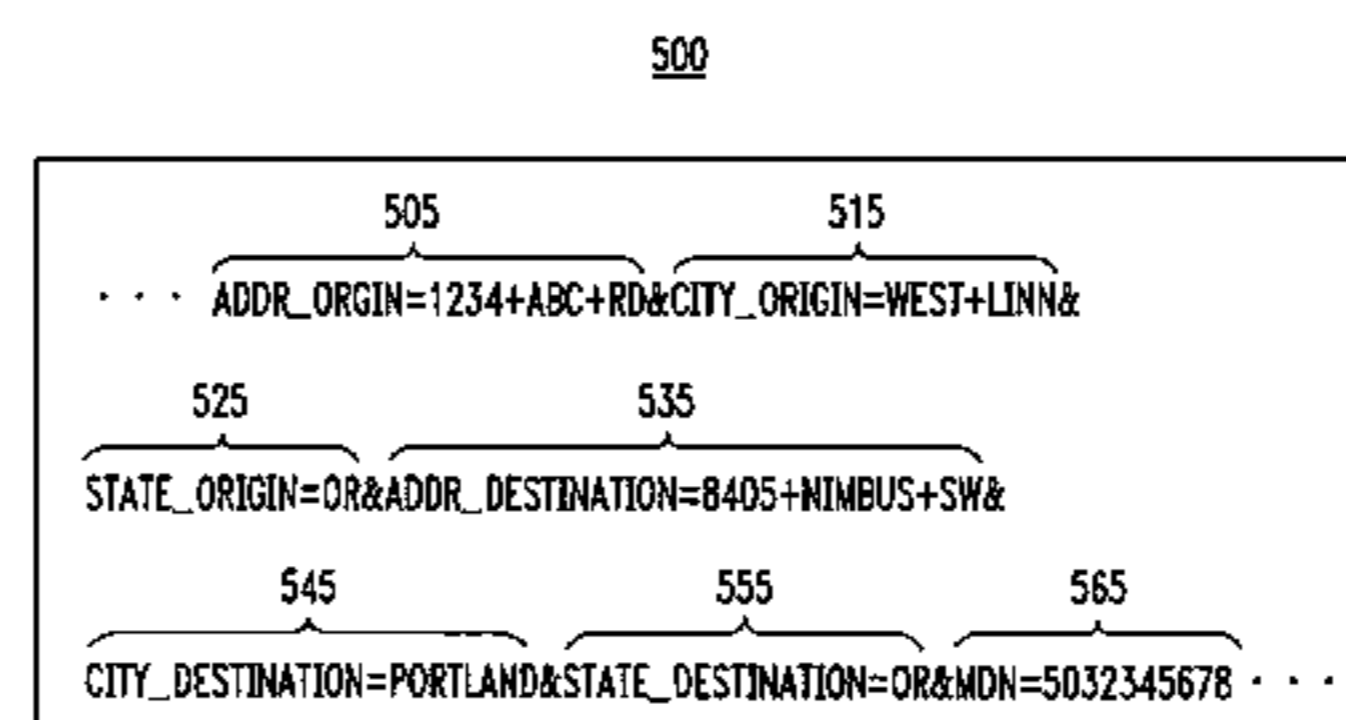 500
505 515
· · · ADDR_ORGIN=1234+ABC+RD&CITY_ORIGIN=WEST+LINN&
525 535
STATE_ORIGIN=OR&ADDR_DESTINATION=8405+NIMBUS+SW&
545 555 565
CITY_DESTINATION=PORTLAND&STATE_DESTINATION=OR&MDN=5032345678 · · ·